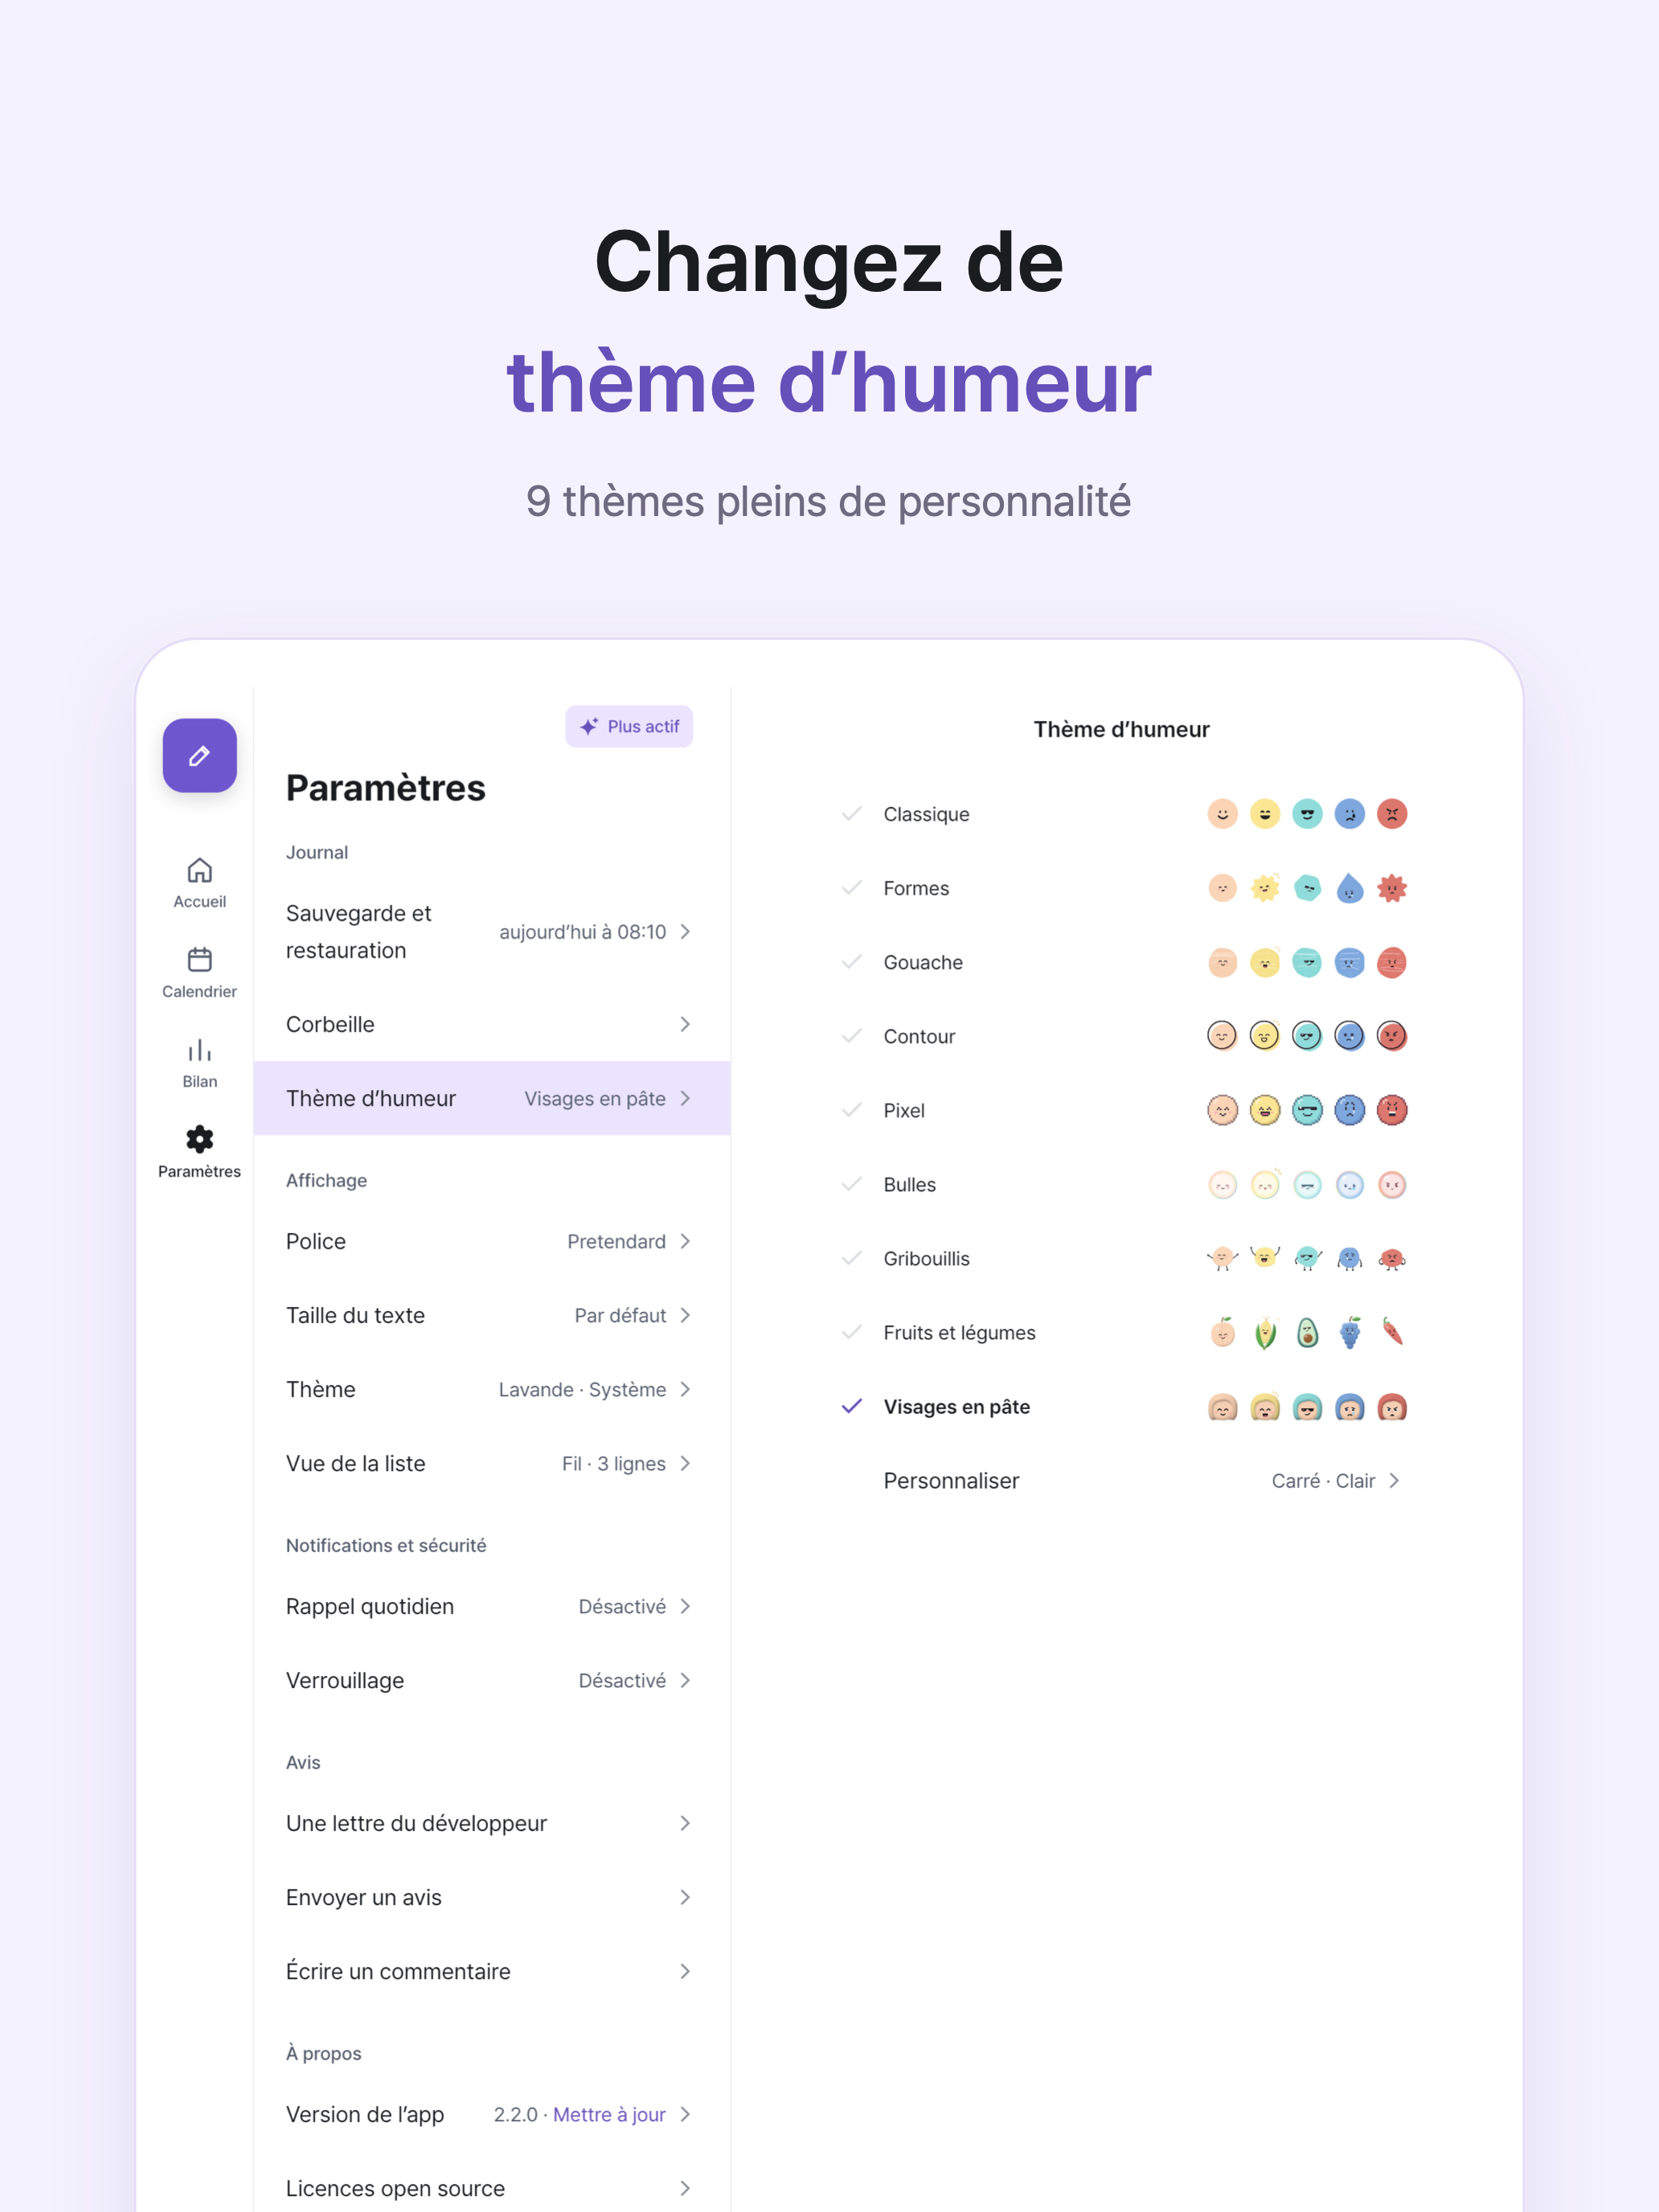 Changez de
thème d’humeur
9 thèmes pleins de personnalité
Accueil
Calendrier
Bilan
Paramètres
Plus actif
Paramètres
Journal
Sauvegarde et
restauration
aujourd’hui à 08:10
Corbeille
Thème d’humeur Visages en pâte
Affichage
Police Pretendard
Taille du texte Par défaut
Thème Lavande · Système
Vue de la liste Fil · 3 lignes
Notifications et sécurité
Rappel quotidien Désactivé
Verrouillage Désactivé
Avis
Une lettre du développeur
Envoyer un avis
Écrire un commentaire
À propos
Version de l’app 2.2.0 · Mettre à jour
Licences open source
Thème d’humeur
Classique
Formes
Gouache
Contour
Pixel
Bulles
Gribouillis
Fruits et légumes
Visages en pâte
Personnaliser Carré · Clair